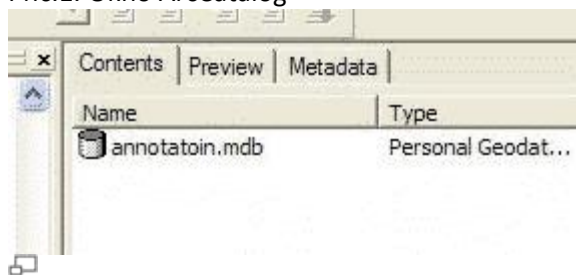 Contents Preview Metadata
Name Type
annotatoin.mdb Personal Geodat...